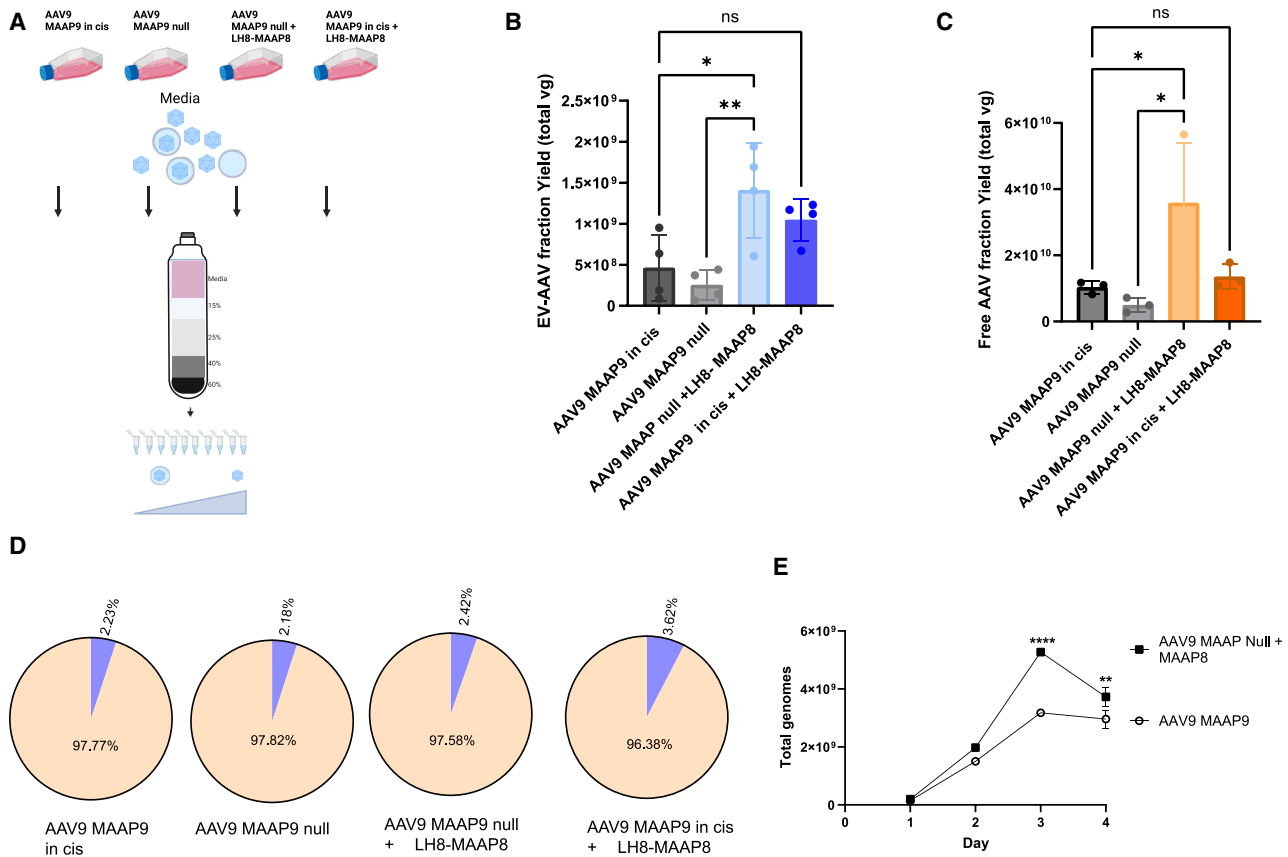 A
AAV9
MAAP9 in cis
AAV9
MAAP9 null
AAV9
MAAP9 null +
LH8-MAAP8
AAV9
MAAP9 in cis +
LH8-MAAP8
Media
Media
15%
25%
40%
60%
B
ns
*
**
EV-AAV fraction Yield (total vg)
2.5×10⁹
2×10⁹
1.5×10⁹
1×10⁹
5×10⁸
0
AAV9 MAAP9 in cis
AAV9 MAAP9 null
AAV9 MAAP null +LH8- MAAP8
AAV9 MAAP9 in cis + LH8-MAAP8
C
ns
*
*
Free AAV fraction Yield (total vg)
6×10¹⁰
4×10¹⁰
2×10¹⁰
0
AAV9 MAAP9 in cis
AAV9 MAAP9 null
AAV9 MAAP9 null + LH8-MAAP8
AAV9 MAAP9 in cis + LH8-MAAP8
D
2.23%
97.77%
AAV9 MAAP9
in cis
2.18%
97.82%
AAV9 MAAP9 null
2.42%
97.58%
AAV9 MAAP9 null
+ LH8-MAAP8
3.62%
96.38%
AAV9 MAAP9 in cis
+ LH8-MAAP8
E
Total genomes
6×10⁹
4×10⁹
2×10⁹
0
0
1
2
3
4
Day
****
**
AAV9 MAAP Null +
MAAP8
AAV9 MAAP9